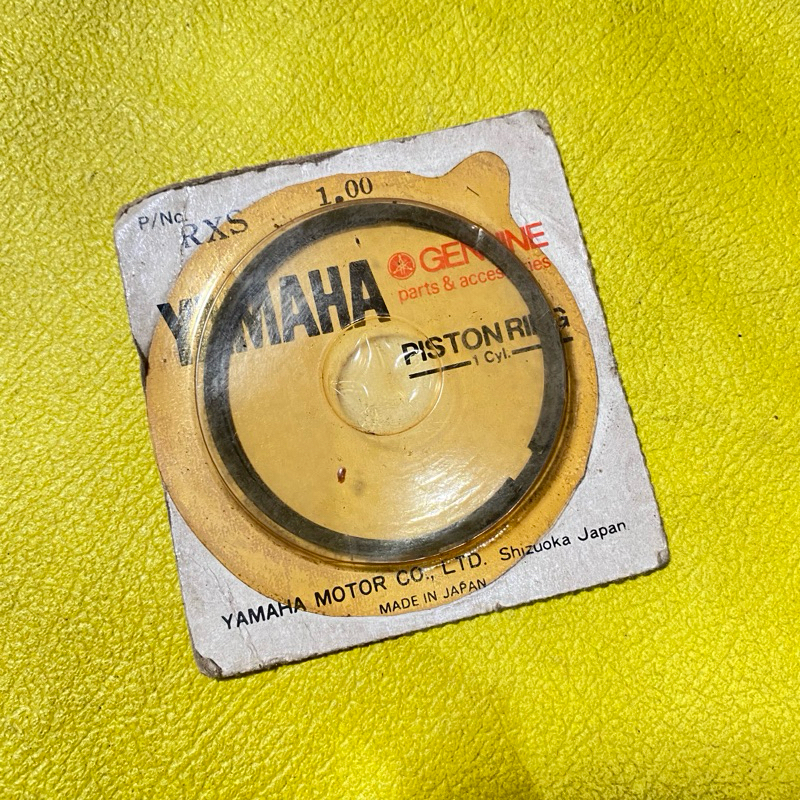 1.00
P/No. RXS
GENUINE
parts & accessories
YAMAHA
PISTON RING
1 Cyl.
YAMAHA MOTOR CO., LTD. Shizuoka Japan
MADE IN JAPAN